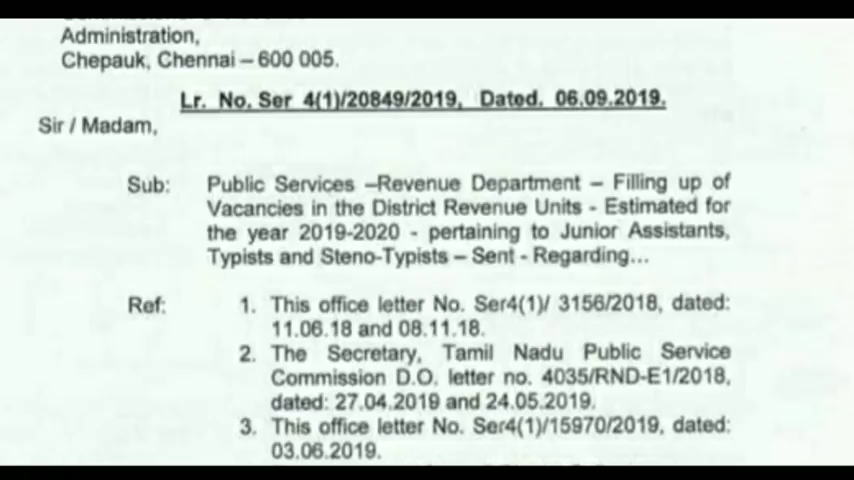 Administration,
Chepauk, Chennai – 600 005.
Lr. No. Ser 4(1)/20849/2019, Dated. 06.09.2019.
Sir / Madam,
Sub: Public Services –Revenue Department – Filling up of
Vacancies in the District Revenue Units - Estimated for
the year 2019-2020 - pertaining to Junior Assistants,
Typists and Steno-Typists – Sent - Regarding...
Ref: 1. This office letter No. Ser4(1)/ 3156/2018, dated:
11.06.18 and 08.11.18.
2. The Secretary, Tamil Nadu Public Service
Commission D.O. letter no. 4035/RND-E1/2018,
dated: 27.04.2019 and 24.05.2019.
3. This office letter No. Ser4(1)/15970/2019, dated:
03.06.2019.